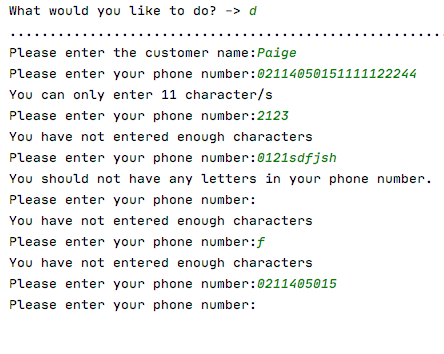 What would you like to do? -> d
.......................................................
Please enter the customer name:Paige
Please enter your phone number:02114050151111122244
You can only enter 11 character/s
Please enter your phone number:2123
You have not entered enough characters
Please enter your phone number:0121sdfjsh
You should not have any letters in your phone number.
Please enter your phone number:
You have not entered enough characters
Please enter your phone number:f
You have not entered enough characters
Please enter your phone number:0211405015
Please enter your phone number: